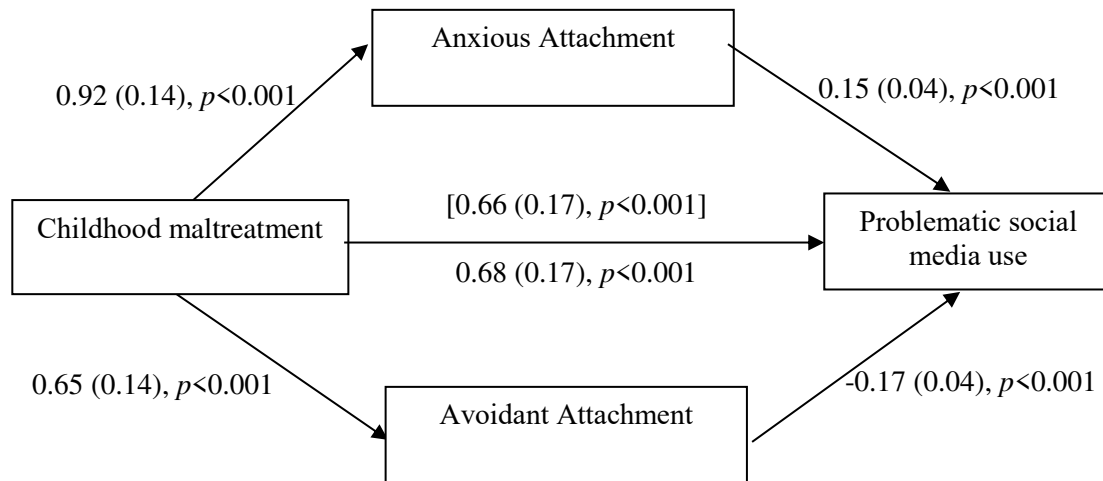 Anxious Attachment
0.92 (0.14), p<0.001
0.15 (0.04), p<0.001
Childhood maltreatment
[0.66 (0.17), p<0.001]
0.68 (0.17), p<0.001
Problematic social
media use
0.65 (0.14), p<0.001
-0.17 (0.04), p<0.001
Avoidant Attachment